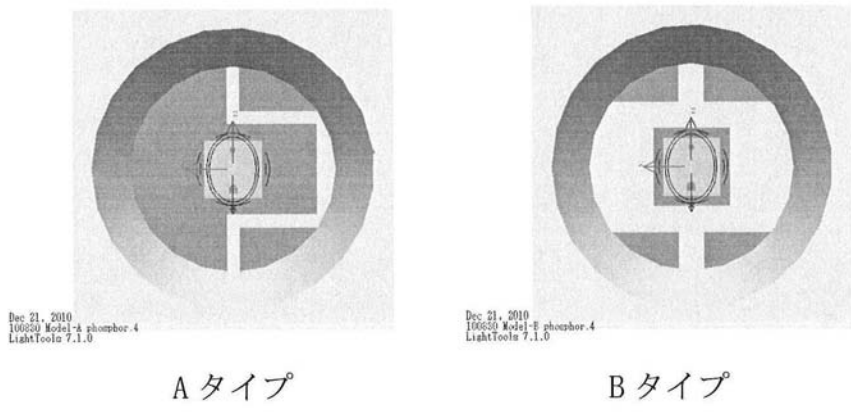 Dec 21, 2010
100830 Model-A phosphor.4
LightTools 7.1.0
Aタイプ
Dec 21, 2010
100830 Model-B phosphor.4
LightTools 7.1.0
Bタイプ